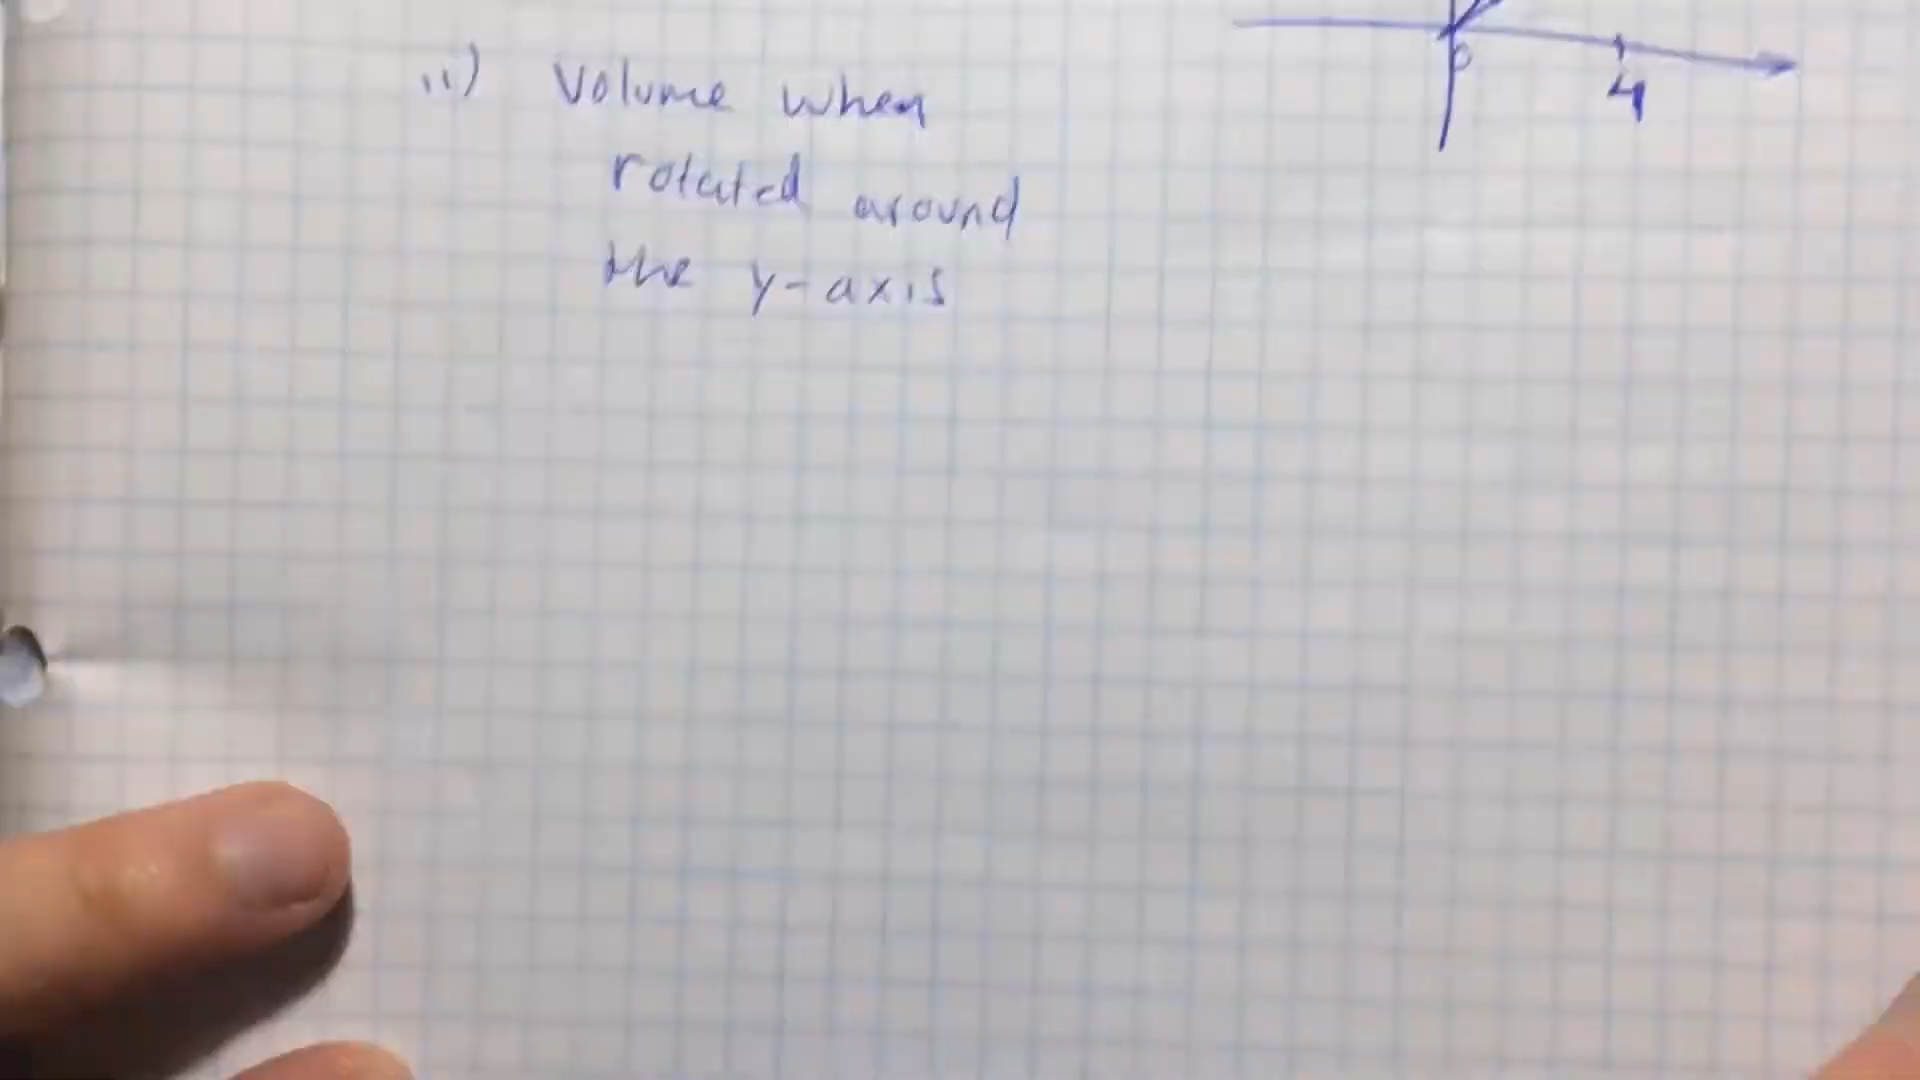 0
4
ii) Volume when
rotated around
the y-axis